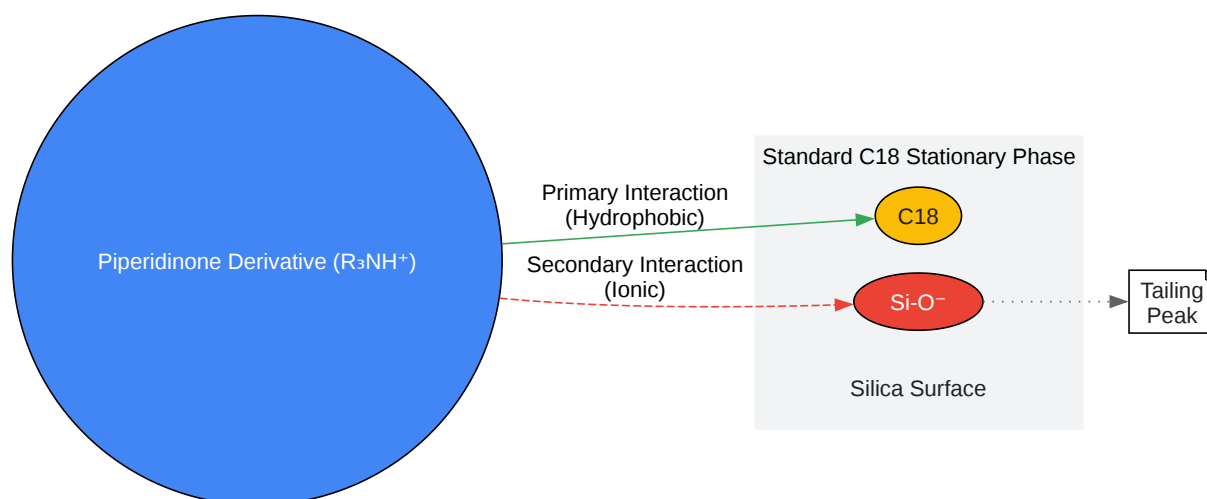 Standard C18 Stationary Phase
Primary Interaction
(Hydrophobic)
C18
Piperidinone Derivative (R₃NH⁺)
Secondary Interaction
(Ionic)
Si-O⁻
Tailing
Peak
Silica Surface